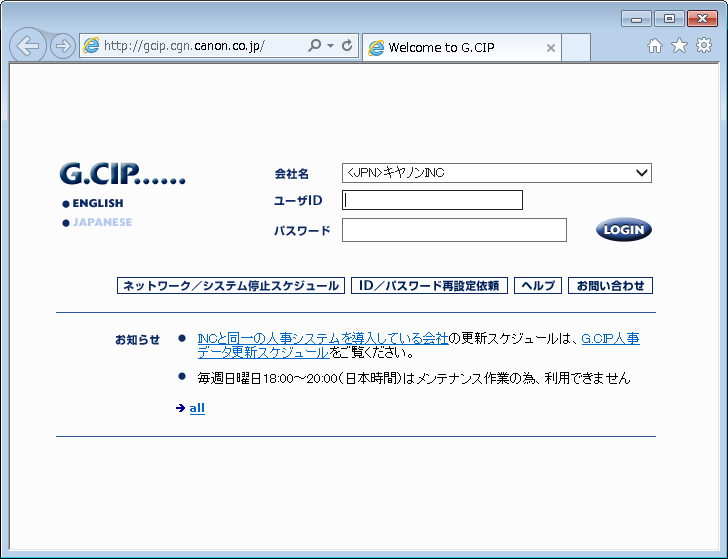 http://gcip.cgn.canon.co.jp/
Welcome to G.CIP
G.CIP......
ENGLISH
JAPANESE
会社名
<JPN>キヤノンINC
ユーザID
パスワード
LOGIN
ネットワーク／システム停止スケジュール
ID／パスワード再設定依頼
ヘルプ
お問い合わせ
お知らせ
INCと同一の人事システムを導入している会社の更新スケジュールは、G.CIP人事
データ更新スケジュールをご覧ください。
毎週日曜日18:00～20:00(日本時間)はメンテナンス作業の為、利用できません
all